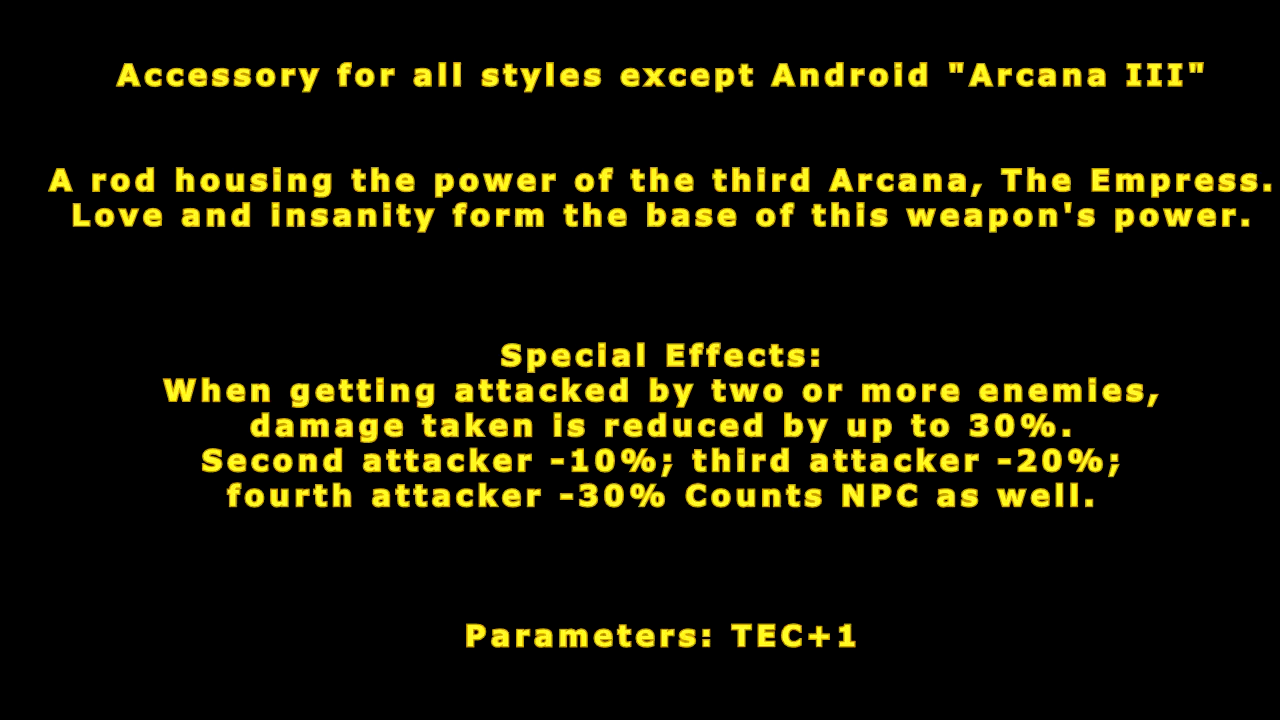 Accessory for all styles except Android "Arcana III"
A rod housing the power of the third Arcana, The Empress.
Love and insanity form the base of this weapon's power.
Special Effects:
When getting attacked by two or more enemies,
damage taken is reduced by up to 30%.
Second attacker -10%; third attacker -20%;
fourth attacker -30% Counts NPC as well.
Parameters: TEC+1